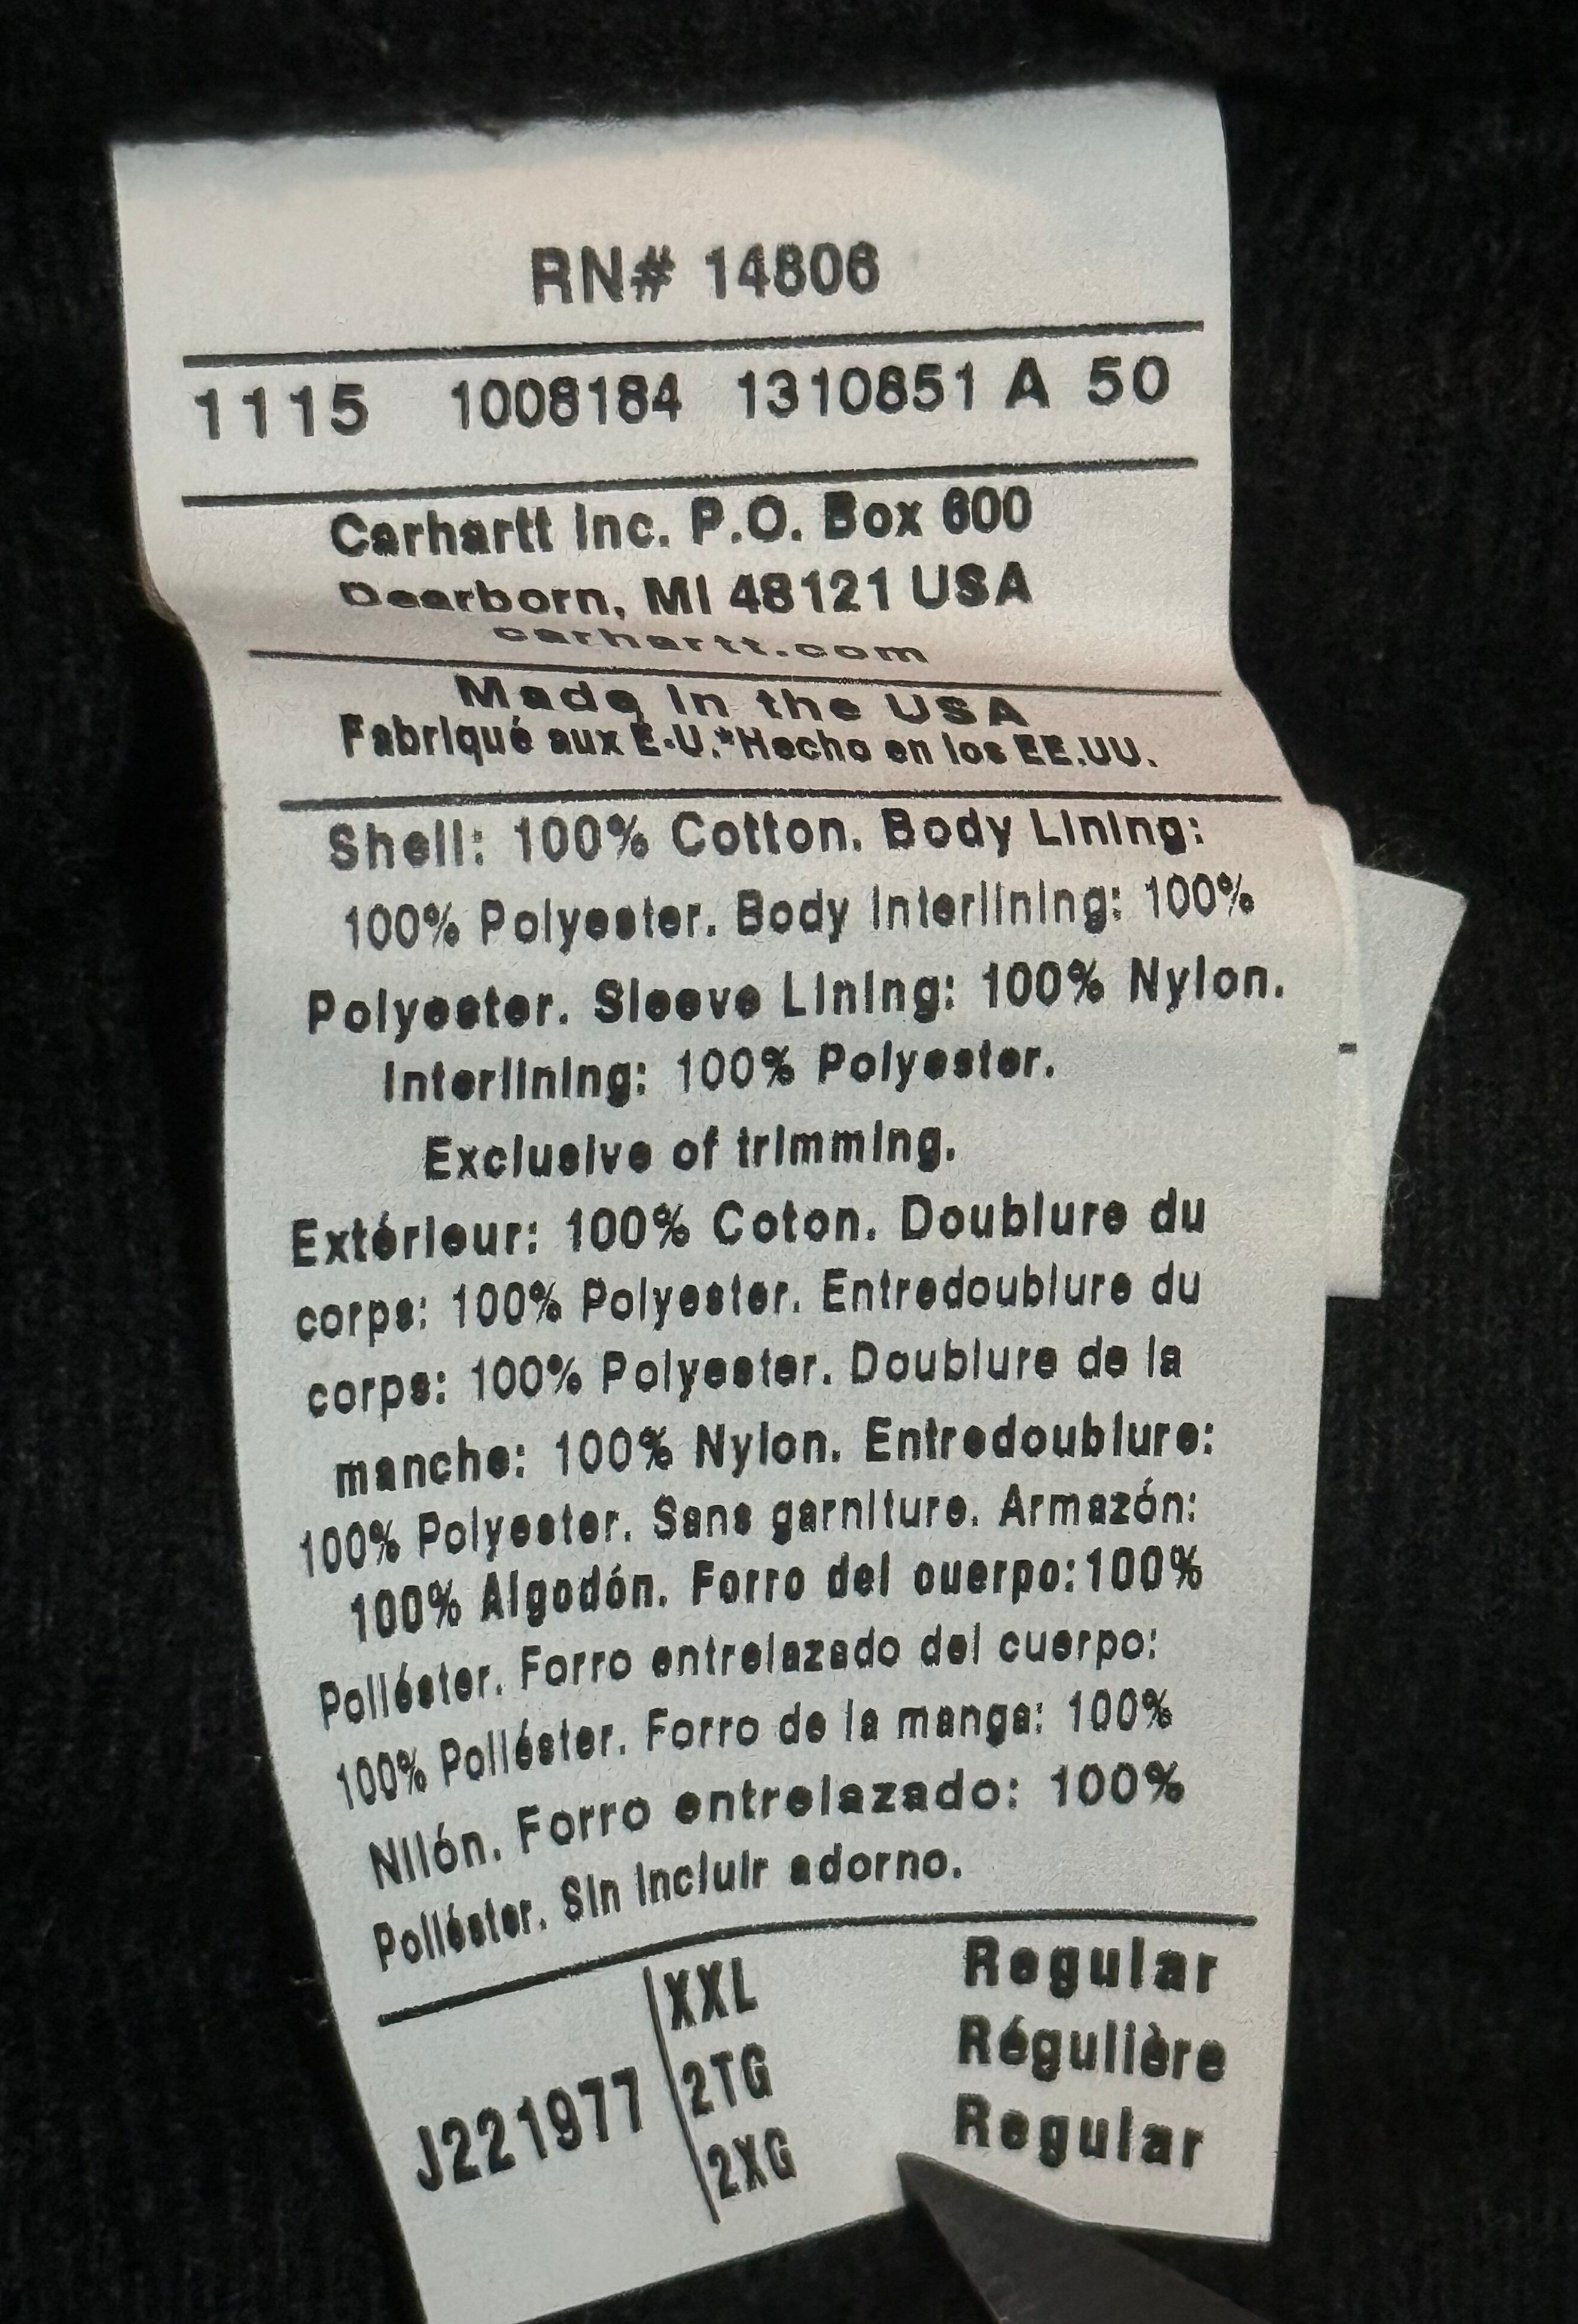 RN# 14806
1115 1008184 1310851 A 50
Carhartt Inc. P.O. Box 600
Dearborn, MI 48121 USA
carhartt.com
Made in the USA
Fabriqué aux E-U.*Hecho en los EE.UU.
Shell: 100% Cotton. Body Lining:
100% Polyester. Body Interlining: 100%
Polyester. Sleeve Lining: 100% Nylon.
Interlining: 100% Polyester.
Exclusive of trimming.
Extérieur: 100% Coton. Doublure du
corps: 100% Polyester. Entredoublure du
corps: 100% Polyester. Doublure de la
manche: 100% Nylon. Entredoublure:
100% Polyester. Sans garniture. Armazón:
100% Algodón. Forro del cuerpo:100%
Poliéster. Forro entrelazado del cuerpo:
100% Poliéster. Forro de la manga: 100%
Nilón. Forro entrelazado: 100%
Poliéster. Sin incluir adorno.
J221977
XXL Regular
2TG Régulière
2XG Regular